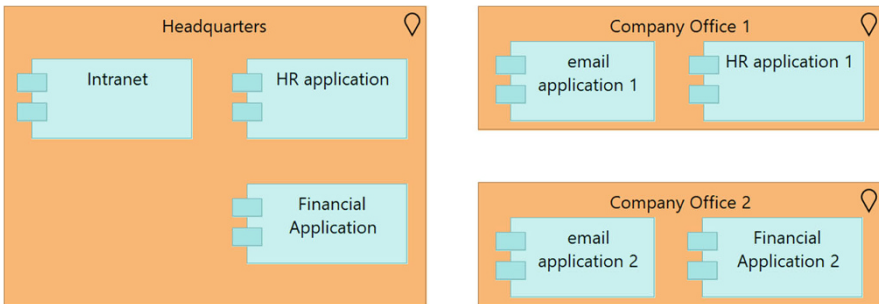 Headquarters
Intranet
HR application
Financial
Application
Company Office 1
email
application 1
HR application 1
Company Office 2
email
application 2
Financial
Application 2